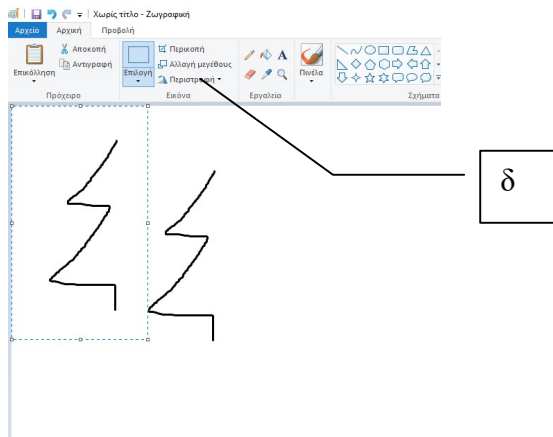 Χωρίς τίτλο - Ζωγραφική
Αρχείο Αρχική Προβολή
Επικόλληση
Αποκοπή
Αντιγραφή
Πρόχειρο
Επιλογή
Περικοπή
Αλλαγή μεγέθους
Περιστροφή
Εικόνα
A
Εργαλεία
Πινέλα
Σχήματα
δ